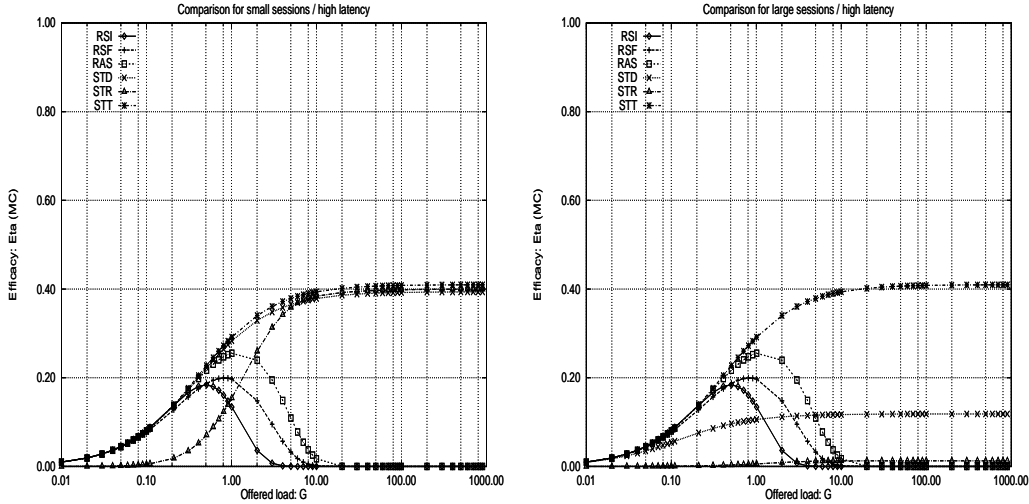 Comparison for small sessions / high latency
1.00
RSI
RSF
RAS
STD
STR
STT
0.80
0.60
0.40
0.20
0.00
Efficacy: Eta (MC)
0.01
0.10
1.00
10.00
100.00
1000.00
Offered load: G
Comparison for large sessions / high latency
1.00
RSI
RSF
RAS
STD
STR
STT
0.80
0.60
0.40
0.20
0.00
Efficacy: Eta (MC)
0.01
0.10
1.00
10.00
100.00
1000.00
Offered load: G